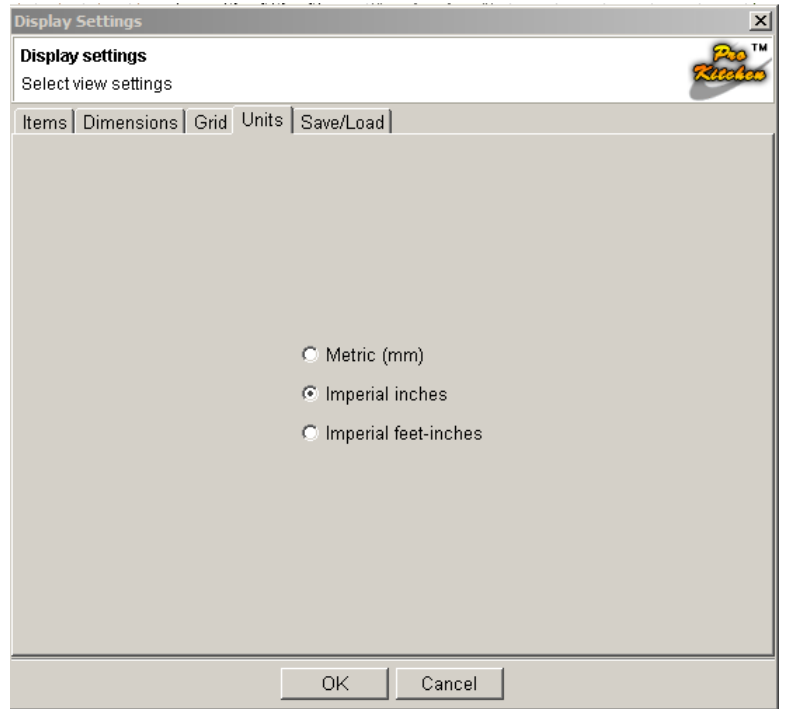 Display Settings
Display settings
Select view settings
Pro TM
Kitchen
Items Dimensions Grid Units Save/Load
Metric (mm)
Imperial inches
Imperial feet-inches
OK Cancel